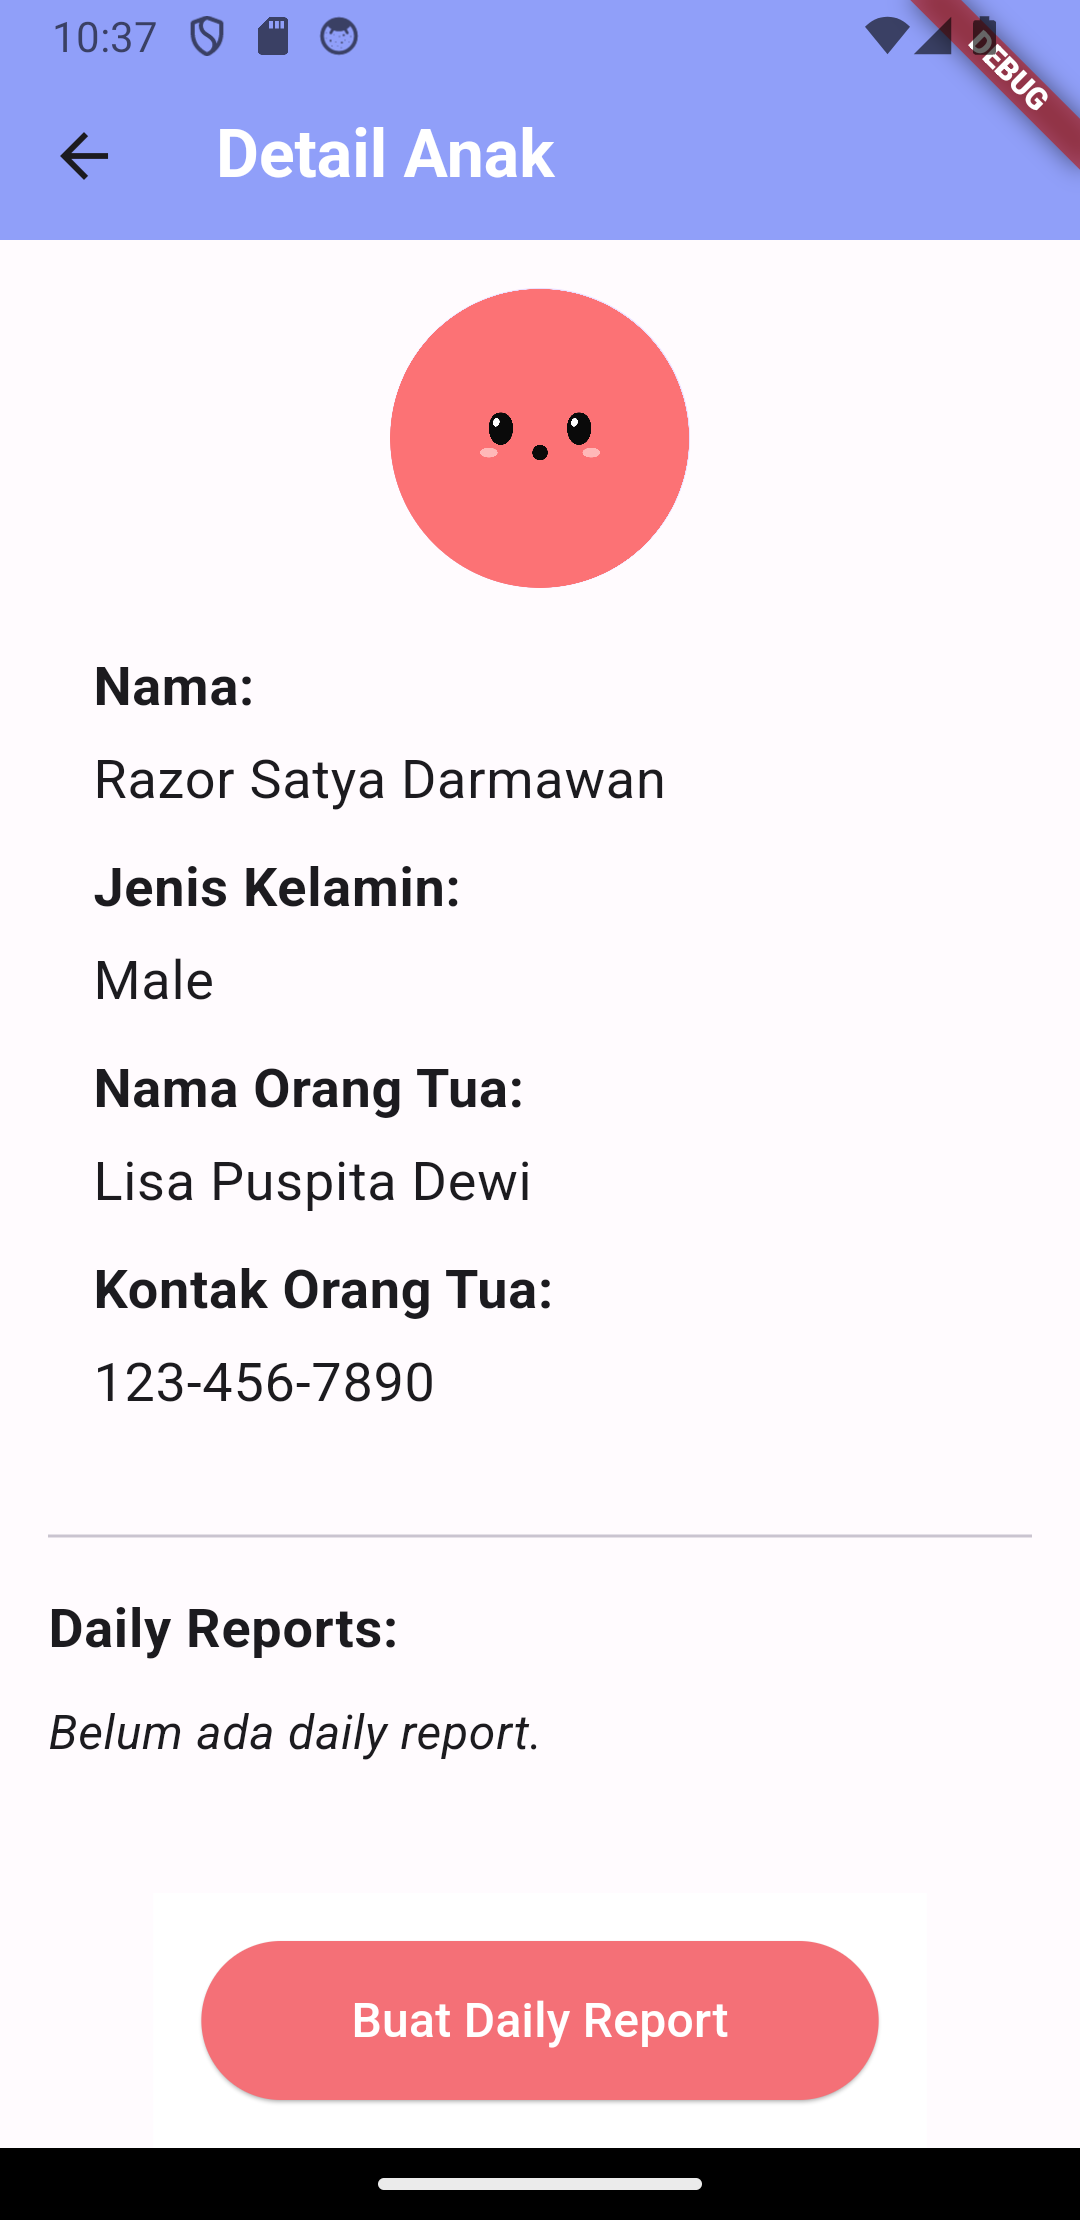 10:37
DEBUG
Detail Anak
Nama:
Razor Satya Darmawan
Jenis Kelamin:
Male
Nama Orang Tua:
Lisa Puspita Dewi
Kontak Orang Tua:
123-456-7890
Daily Reports:
Belum ada daily report.
Buat Daily Report